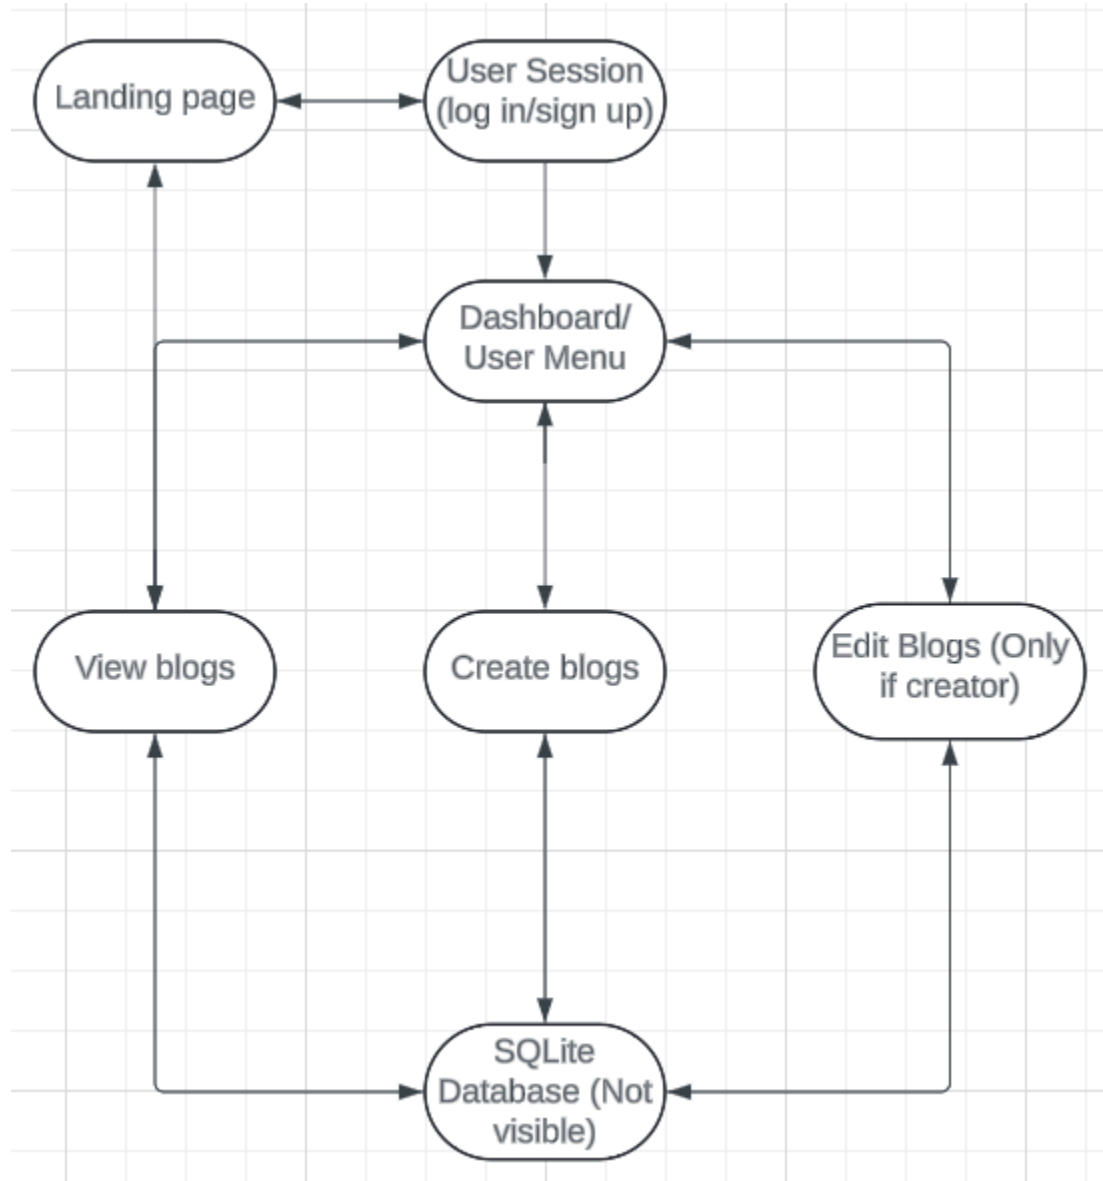 Landing page
User Session
(log in/sign up)
Dashboard/
User Menu
View blogs
Create blogs
Edit Blogs (Only
if creator)
SQLite
Database (Not
visible)